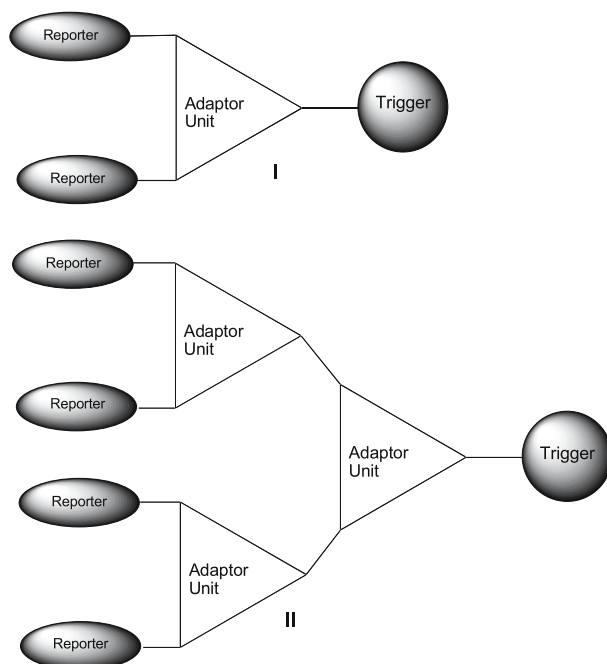 Reporter
Adaptor
Unit
Trigger
Reporter
I
Reporter
Adaptor
Unit
Reporter
Adaptor
Unit
Trigger
Reporter
Adaptor
Unit
II
Reporter